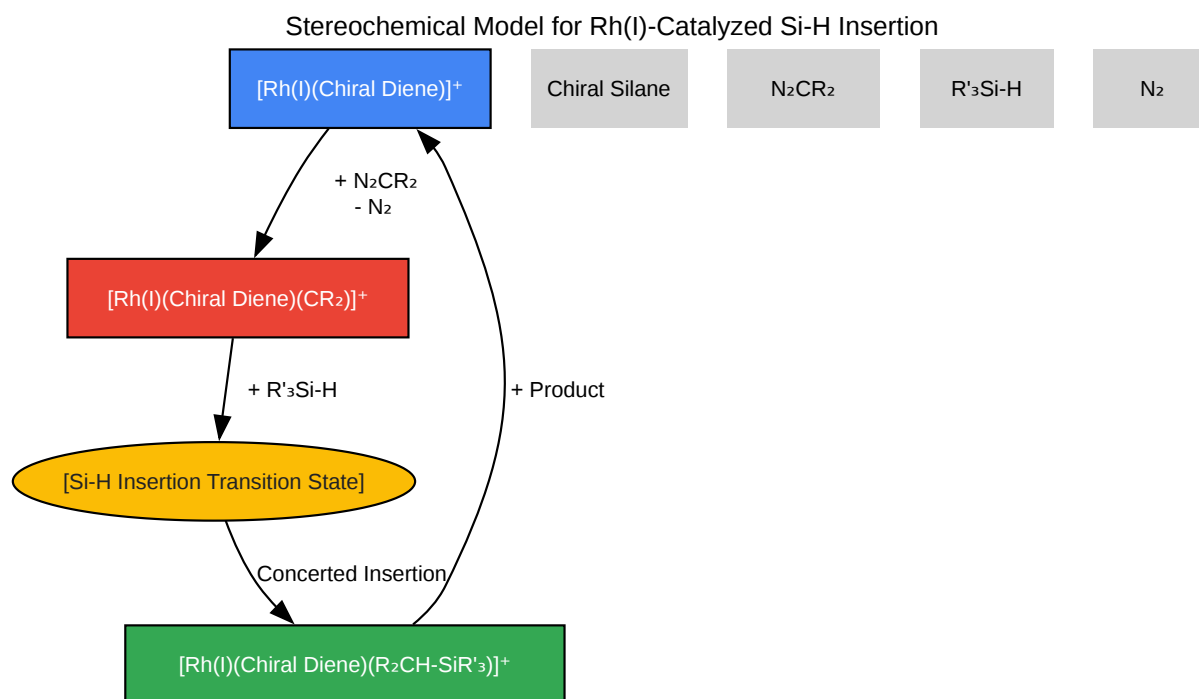 Stereochemical Model for Rh(I)-Catalyzed Si-H Insertion
[Rh(I)(Chiral Diene)]⁺
Chiral Silane
N₂CR₂
R'₃Si-H
N₂
+ N₂CR₂
- N₂
[Rh(I)(Chiral Diene)(CR₂)]⁺
+ R'₃Si-H
+ Product
[Si-H Insertion Transition State]
Concerted Insertion
[Rh(I)(Chiral Diene)(R₂CH-SiR'₃)]⁺